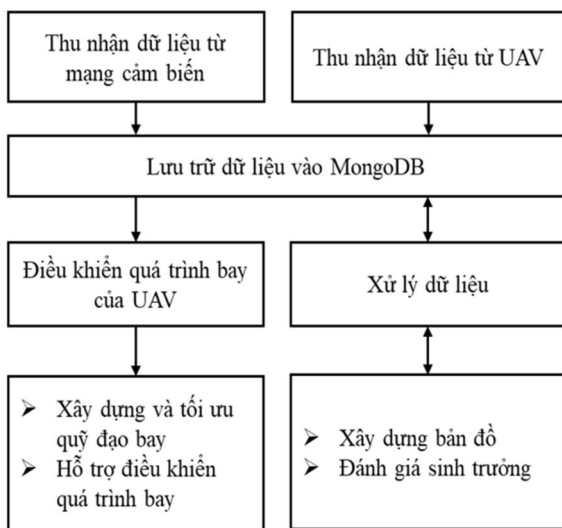 Thu nhận dữ liệu từ
mạng cảm biến
Thu nhận dữ liệu từ UAV
Lưu trữ dữ liệu vào MongoDB
Điều khiển quá trình bay
của UAV
Xử lý dữ liệu
➢ Xây dựng và tối ưu
quỹ đạo bay
➢ Hỗ trợ điều khiển
quá trình bay
➢ Xây dựng bản đồ
➢ Đánh giá sinh trưởng